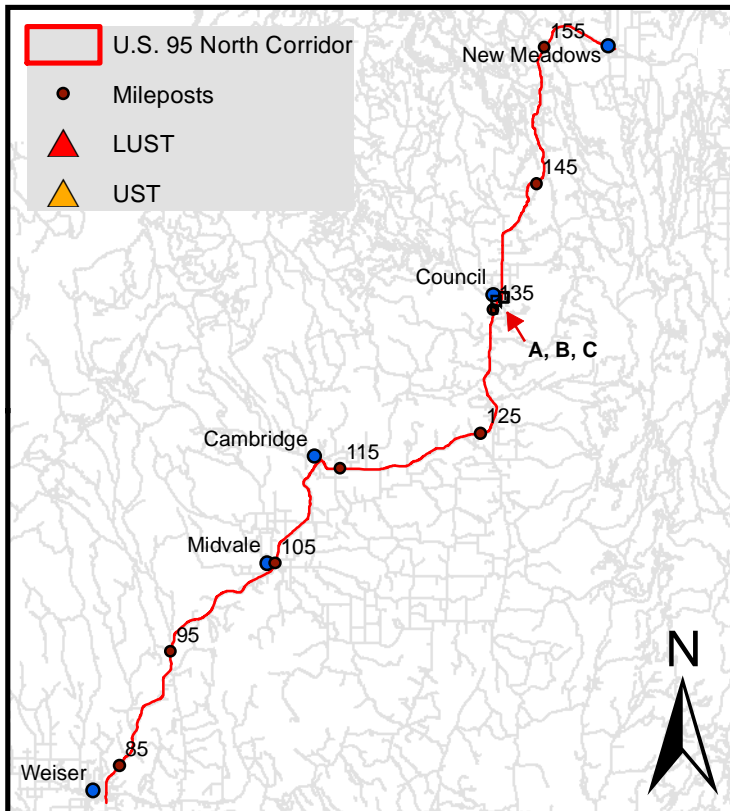 U.S. 95 North Corridor
Mileposts
LUST
UST
155
New Meadows
145
Council
135
A, B, C
125
Cambridge
115
Midvale
105
95
N
85
Weiser